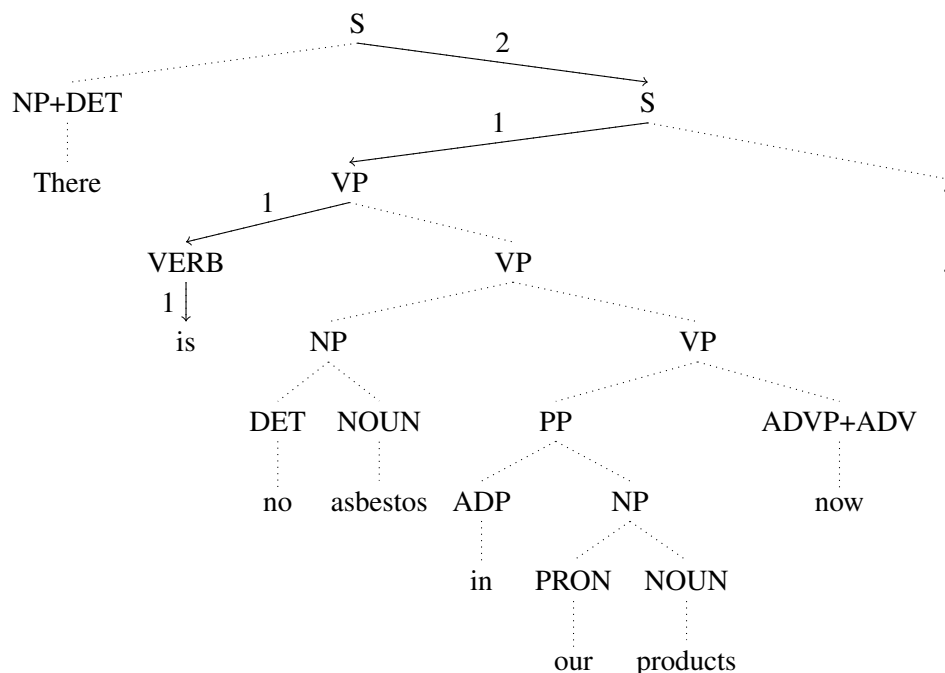 S
2
NP+DET S
1
There VP
1
VERB VP
1
is NP VP
DET NOUN PP ADVP+ADV
no asbestos ADP NP now
in PRON NOUN
our products